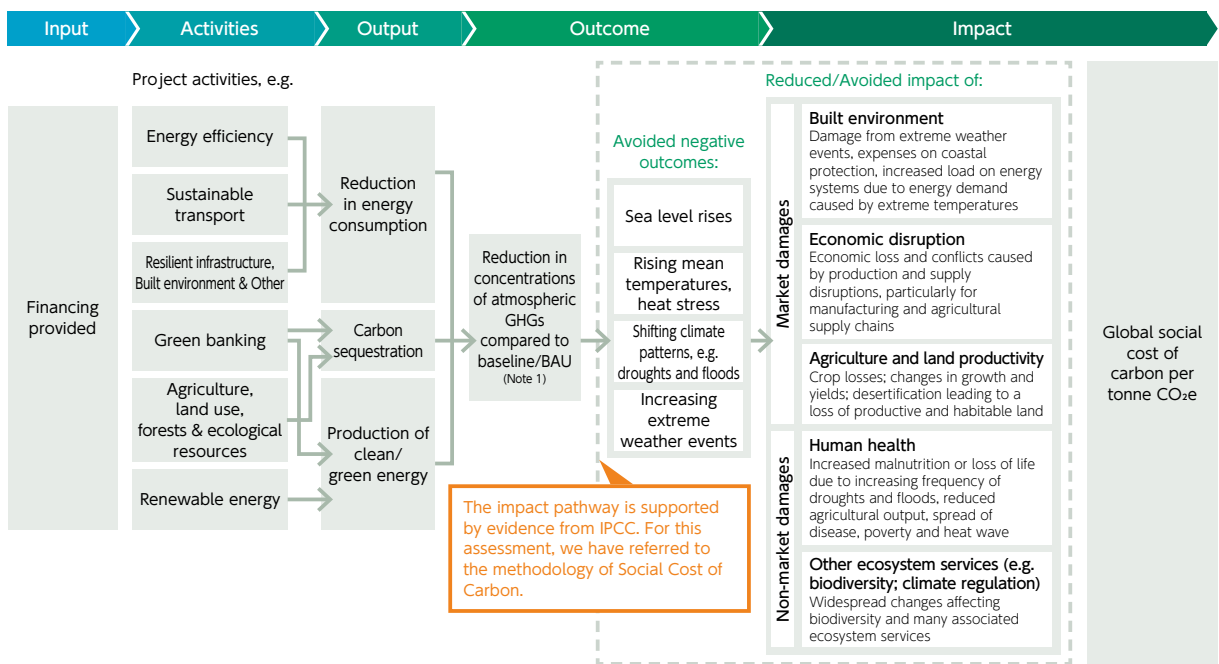 Input
Activities
Output
Outcome
Impact
Project activities, e.g.
Financing
provided
Energy efficiency
Sustainable
transport
Resilient infrastructure,
Built environment & Other
Green banking
Agriculture,
land use,
forests & ecological
resources
Renewable energy
Reduction
in energy
consumption
Carbon
sequestration
Production of
clean/
green energy
Reduction in
concentrations
of atmospheric
GHGs
compared to
baseline/BAU
(Note 1)
Avoided negative
outcomes:
Sea level rises
Rising mean
temperatures,
heat stress
Shifting climate
patterns, e.g.
droughts and floods
Increasing
extreme
weather events
The impact pathway is supported
by evidence from IPCC. For this
assessment, we have referred to
the methodology of Social Cost of
Carbon.
Reduced/Avoided impact of:
Market damages
Built environment
Damage from extreme weather
events, expenses on coastal
protection, increased load on energy
systems due to energy demand
caused by extreme temperatures
Economic disruption
Economic loss and conflicts caused
by production and supply
disruptions, particularly for
manufacturing and agricultural
supply chains
Agriculture and land productivity
Crop losses; changes in growth and
yields; desertification leading to a
loss of productive and habitable land
Non-market damages
Human health
Increased malnutrition or loss of life
due to increasing frequency of
droughts and floods, reduced
agricultural output, spread of
disease, poverty and heat wave
Other ecosystem services (e.g.
biodiversity; climate regulation)
Widespread changes affecting
biodiversity and many associated
ecosystem services
Global social
cost of
carbon per
tonne CO₂e